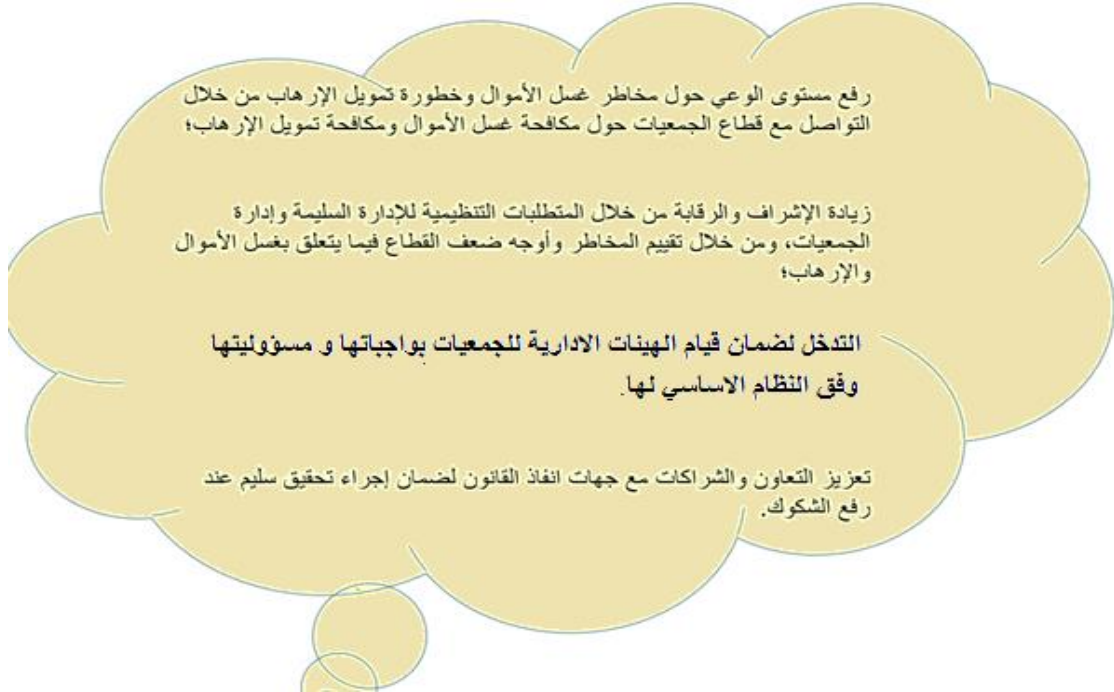 رفع مستوى الوعي حول مخاطر غسل الأموال وخطورة تمويل الإرهاب من خلال
التواصل مع قطاع الجمعيات حول مكافحة غسل الأموال ومكافحة تمويل الإرهاب؛
زيادة الإشراف والرقابة من خلال المتطلبات التنظيمية للإدارة السليمة وإدارة
الجمعيات، ومن خلال تقييم المخاطر وأوجه ضعف القطاع فيما يتعلق بغسل الأموال
والإرهاب؛
التدخل لضمان قيام الهيئات الادارية للجمعيات بواجباتها و مسؤوليتها
وفق النظام الاساسي لها.
تعزيز التعاون والشراكات مع جهات انفاذ القانون لضمان إجراء تحقيق سليم عند
رفع الشكوك.